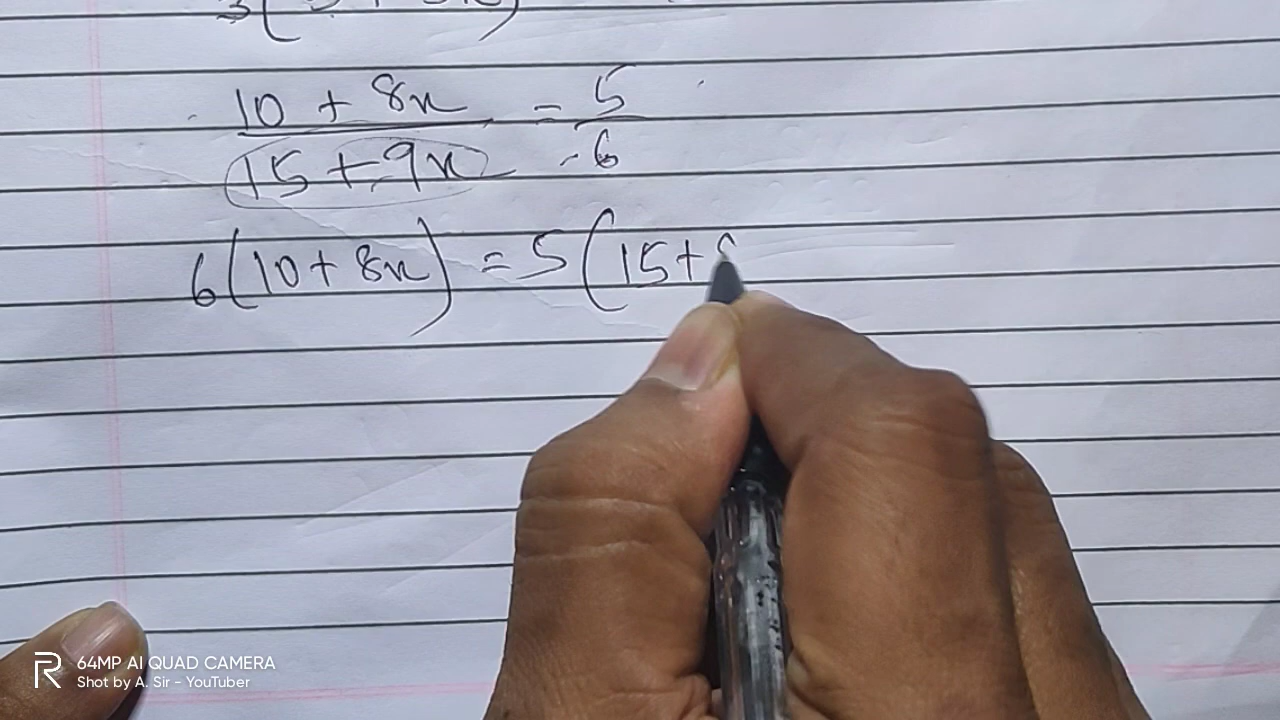 10 + 8x = 5
15 + 9x 6
6(10 + 8x) = 5(15+
64MP AI QUAD CAMERA
Shot by A. Sir - YouTuber